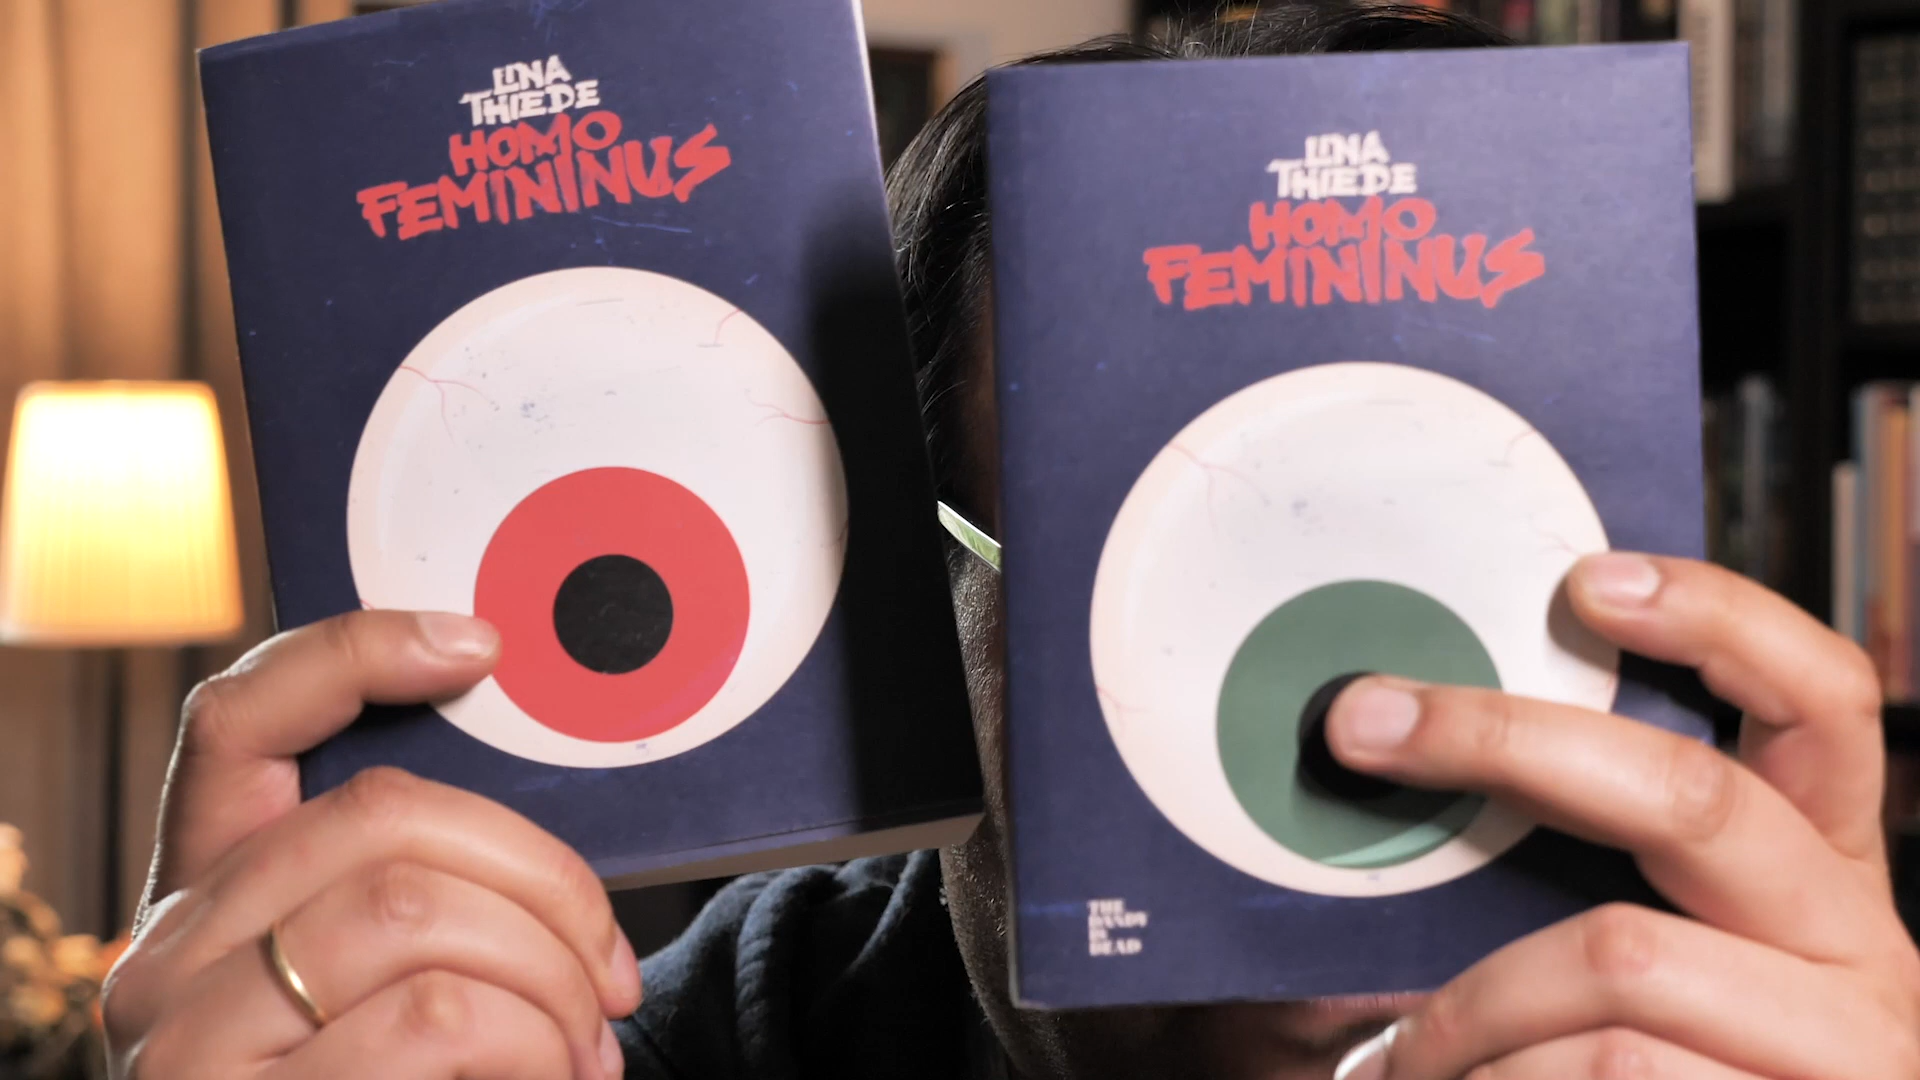 LINA
THIEDE
HOMO
FEMININUS
LINA
THIEDE
HOMO
FEMININUS
THE
DANDY
IS
DEAD